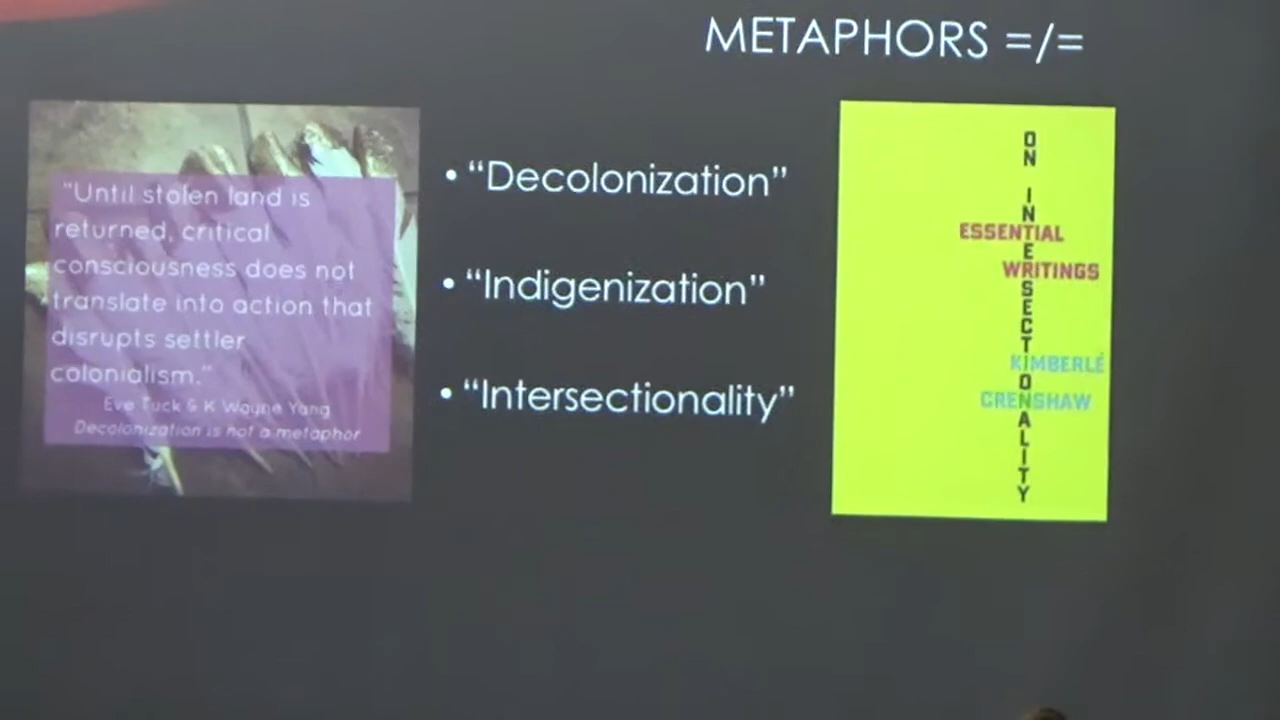 METAPHORS =/=
"Until stolen land is
returned, critical
consciousness does not
translate into action that
disrupts settler
colonialism."
Eve Tuck & K Wayne Yang
Decolonization is not a metaphor
• “Decolonization”
• “Indigenization”
• “Intersectionality”
ON INTERSECTIONALITY
ESSENTIAL
WRITINGS
KIMBERLÉ
CRENSHAW